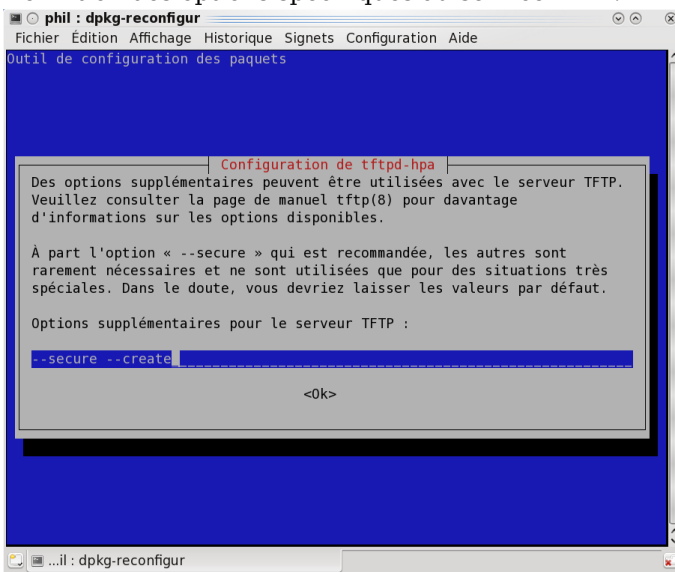 phil : dpkg-reconfigur
Fichier Édition Affichage Historique Signets Configuration Aide
Outil de configuration des paquets
Configuration de tftpd-hpa
Des options supplémentaires peuvent être utilisées avec le serveur TFTP.
Veuillez consulter la page de manuel tftp(8) pour davantage
d'informations sur les options disponibles.
À part l'option « --secure » qui est recommandée, les autres sont
rarement nécessaires et ne sont utilisées que pour des situations très
spéciales. Dans le doute, vous devriez laisser les valeurs par défaut.
Options supplémentaires pour le serveur TFTP :
--secure --create
<Ok>
...il : dpkg-reconfigur